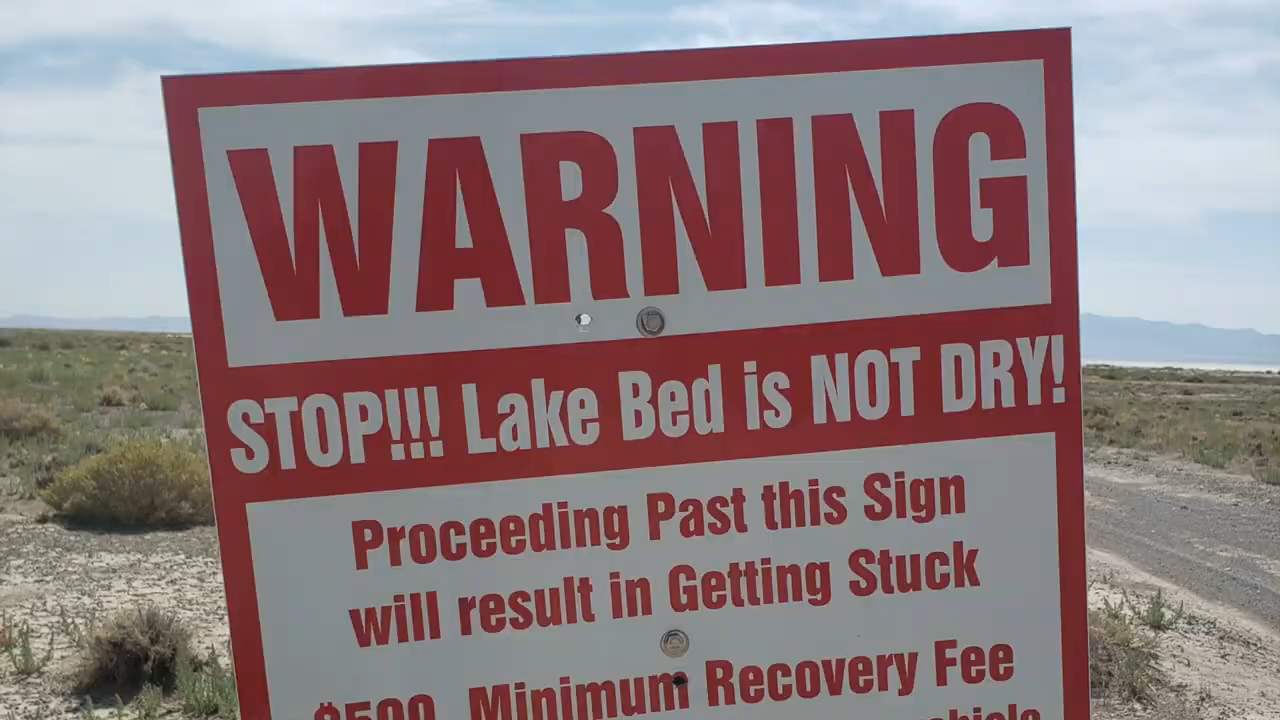 WARNING
STOP!!! Lake Bed is NOT DRY!
Proceeding Past this Sign
will result in Getting Stuck
$500 Minimum Recovery Fee